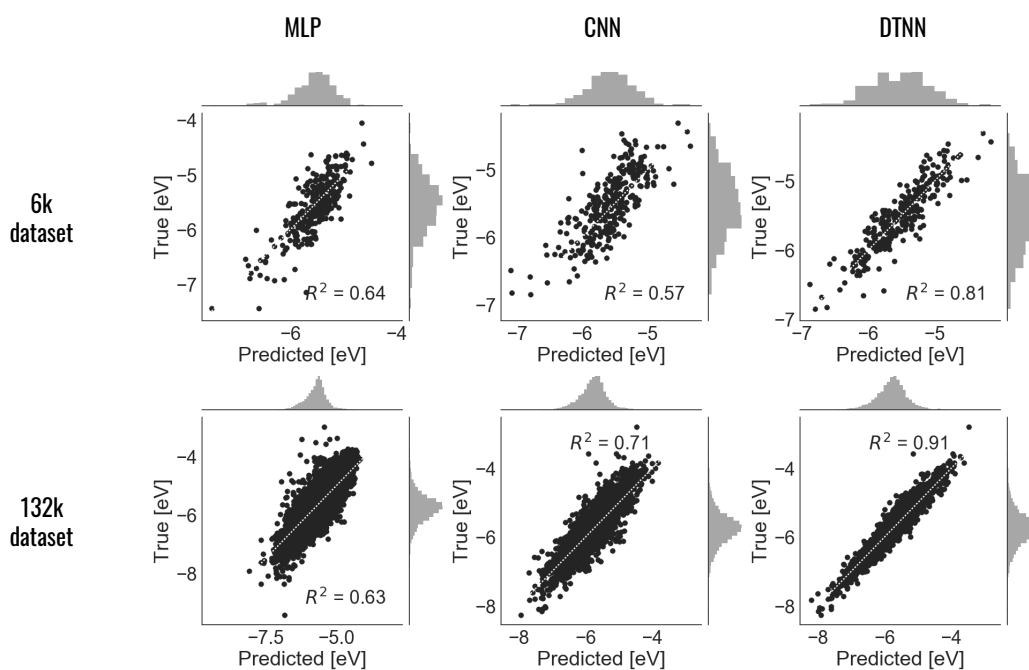 MLP
CNN
DTNN
6k
dataset
−4
−5
−6
−7
True [eV]
R² = 0.64
−6
−4
Predicted [eV]
−4
−5
−6
−7
True [eV]
R² = 0.57
−7
−6
−5
Predicted [eV]
−5
−6
−7
True [eV]
R² = 0.81
−7
−6
−5
Predicted [eV]
132k
dataset
−4
−6
−8
True [eV]
R² = 0.63
−7.5
−5.0
Predicted [eV]
−4
−6
−8
True [eV]
R² = 0.71
−8
−6
−4
Predicted [eV]
−4
−6
−8
True [eV]
R² = 0.91
−8
−6
−4
Predicted [eV]